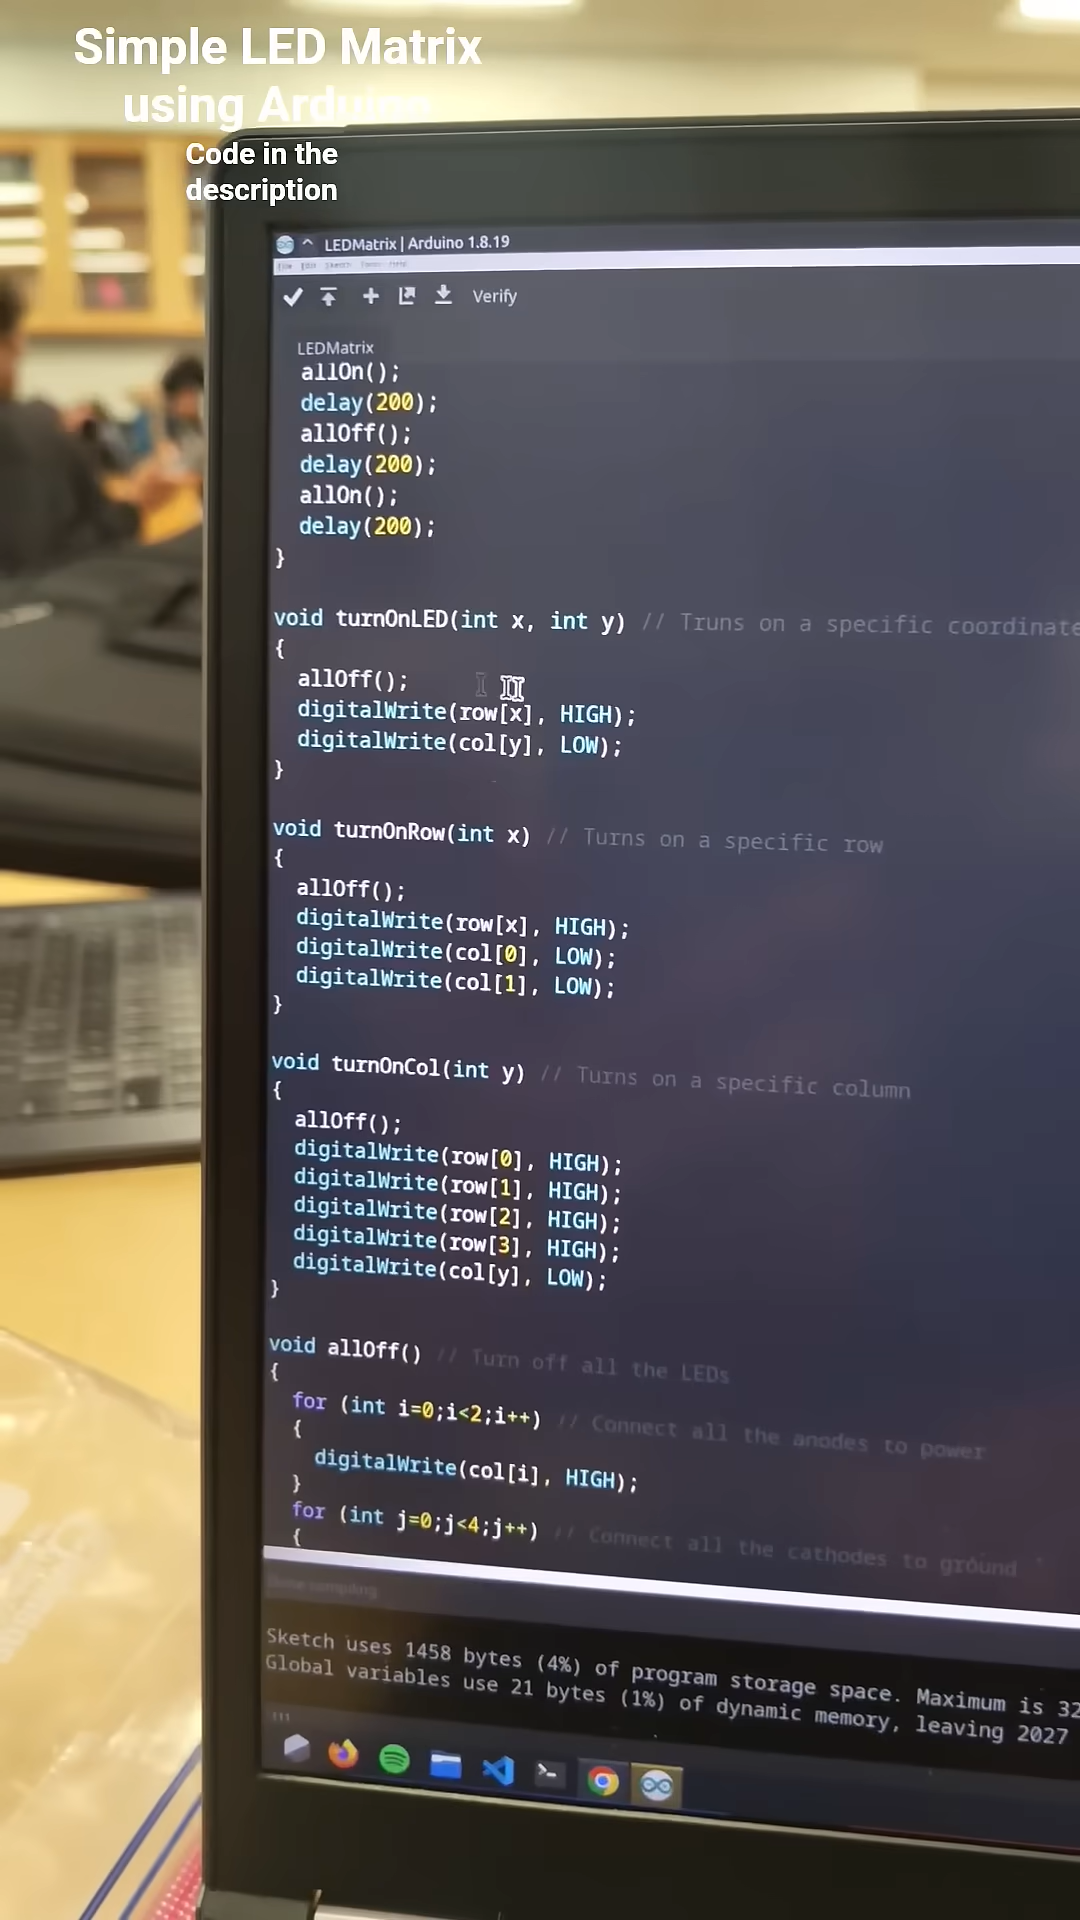 Simple LED Matrix
using Arduino
Code in the
description
LEDMatrix | Arduino 1.8.19
Verify
LEDMatrix
allOn();
delay(200);
allOff();
delay(200);
allOn();
delay(200);
}
void turnOnLED(int x, int y) // Truns on a specific coordinate
{
allOff();
digitalWrite(row[x], HIGH);
digitalWrite(col[y], LOW);
}
void turnOnRow(int x) // Turns on a specific row
{
allOff();
digitalWrite(row[x], HIGH);
digitalWrite(col[0], LOW);
digitalWrite(col[1], LOW);
}
void turnOnCol(int y) // Turns on a specific column
{
allOff();
digitalWrite(row[0], HIGH);
digitalWrite(row[1], HIGH);
digitalWrite(row[2], HIGH);
digitalWrite(row[3], HIGH);
digitalWrite(col[y], LOW);
}
void allOff() // Turn off all the LEDs
{
for (int i=0;i<2;i++) // Connect all the anodes to power
{
digitalWrite(col[i], HIGH);
}
for (int j=0;j<4;j++) // Connect all the cathodes to ground
{
Done compiling
Sketch uses 1458 bytes (4%) of program storage space. Maximum is 32
Global variables use 21 bytes (1%) of dynamic memory, leaving 2027